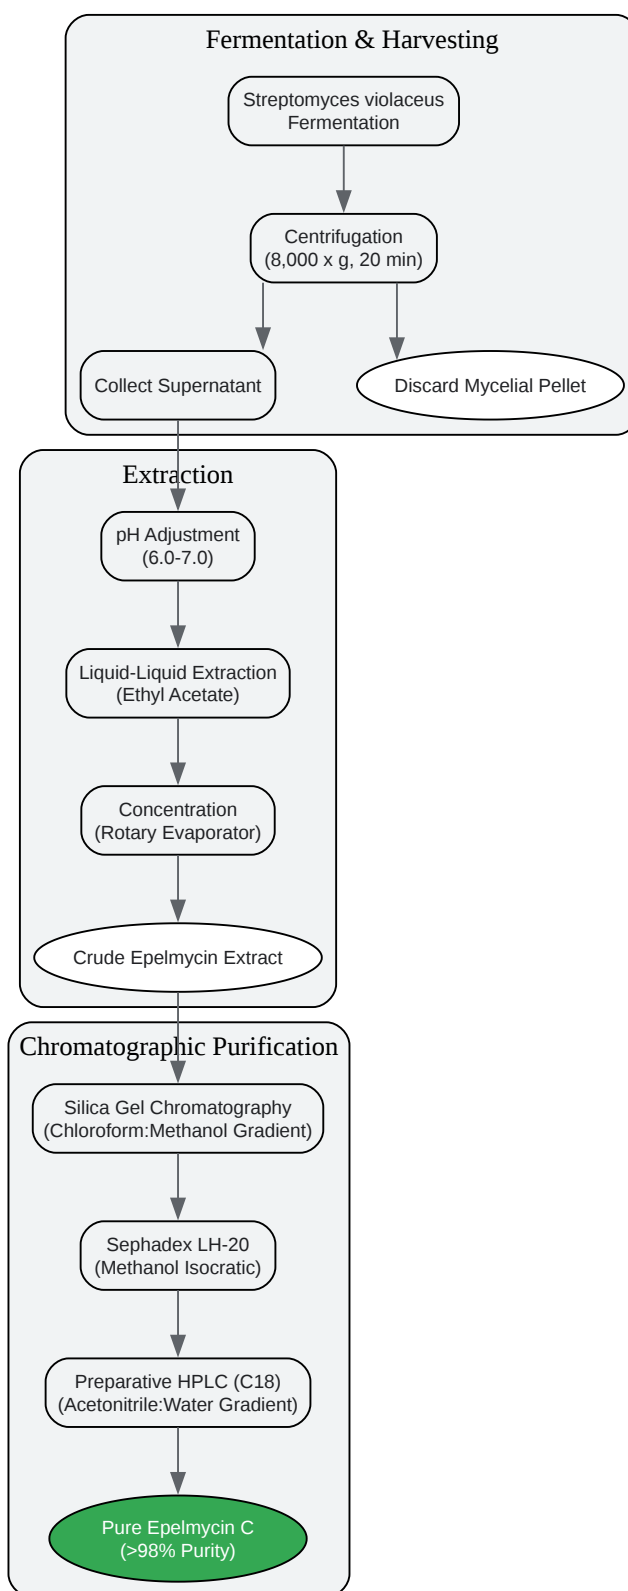 Fermentation & Harvesting
Streptomyces violaceus
Fermentation
Centrifugation
(8,000 x g, 20 min)
Collect Supernatant
Discard Mycelial Pellet
Extraction
pH Adjustment
(6.0-7.0)
Liquid-Liquid Extraction
(Ethyl Acetate)
Concentration
(Rotary Evaporator)
Crude Epelmycin Extract
Chromatographic Purification
Silica Gel Chromatography
(Chloroform:Methanol Gradient)
Sephadex LH-20
(Methanol Isocratic)
Preparative HPLC (C18)
(Acetonitrile:Water Gradient)
Pure Epelmycin C
(>98% Purity)